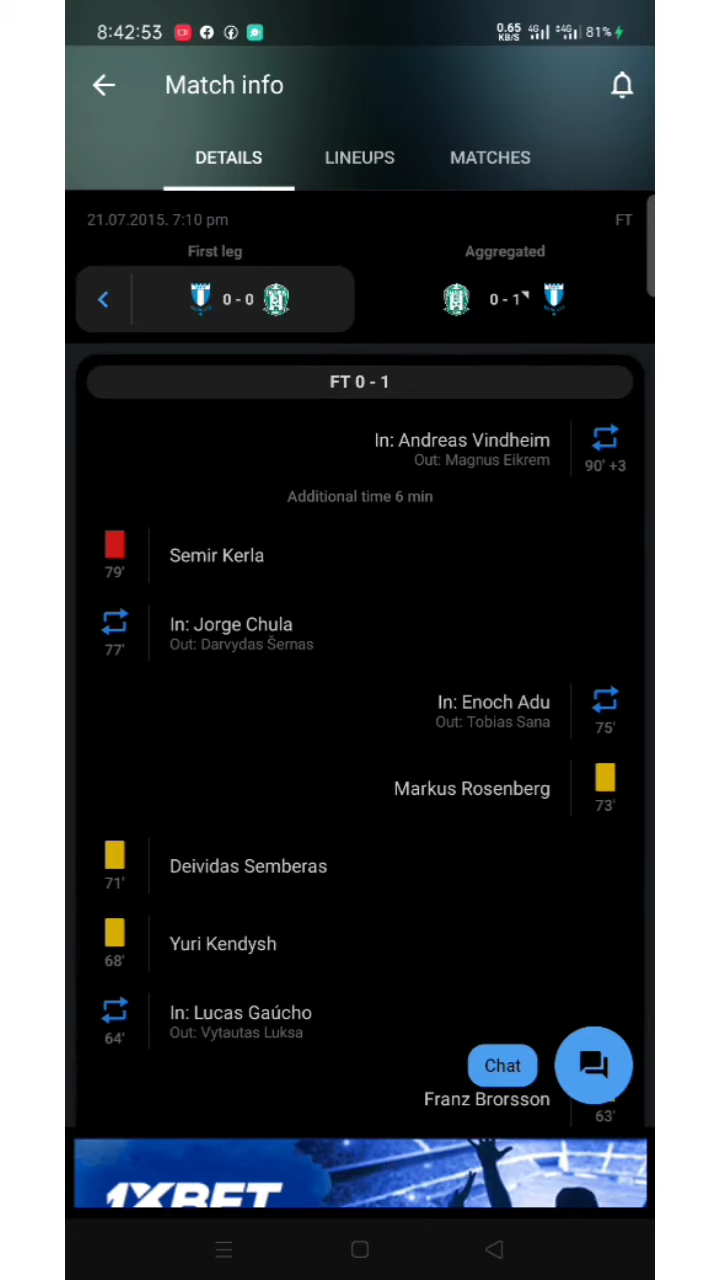 8:42:53
0.65
KB/S
4G
4G
81%
Match info
DETAILS
LINEUPS
MATCHES
21.07.2015. 7:10 pm
FT
First leg
Aggregated
0 - 0
0 - 1
FT 0 - 1
In: Andreas Vindheim
Out: Magnus Eikrem
90' +3
Additional time 6 min
Semir Kerla
79'
In: Jorge Chula
Out: Darvydas Šernas
77'
In: Enoch Adu
Out: Tobias Sana
75'
Markus Rosenberg
73'
Deividas Semberas
71'
Yuri Kendysh
68'
In: Lucas Gaúcho
Out: Vytautas Luksa
64'
Chat
Franz Brorsson
63'
1XBET